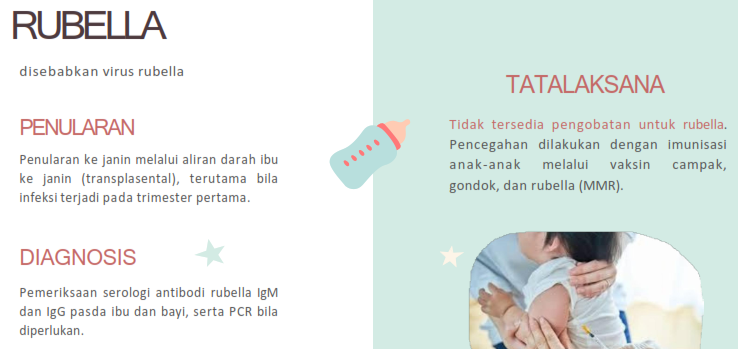 RUBELLA
disebabkan virus rubella
PENULARAN
Penularan ke janin melalui aliran darah ibu
ke janin (transplasental), terutama bila
infeksi terjadi pada trimester pertama.
DIAGNOSIS
Pemeriksaan serologi antibodi rubella IgM
dan IgG pasda ibu dan bayi, serta PCR bila
diperlukan.
TATALAKSANA
Tidak tersedia pengobatan untuk rubella.
Pencegahan dilakukan dengan imunisasi
anak-anak melalui vaksin campak,
gondok, dan rubella (MMR).